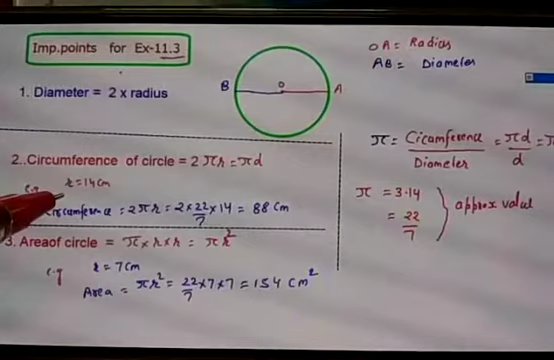 Imp.points for Ex-11.3
OA = Radius
AB = Diameter
B O A
1. Diameter = 2 x radius
π = Cicamference / Diameter = πd / d = π
2..Circumference of circle = 2πr = πd
e.g r = 14 cm
circumference = 2πr = 2 × 22/7 × 14 = 88 cm
π = 3.14
= 22/7
approx value
3. Areaof circle = π × r × r = πr²
e.g r = 7 cm
Area = πr² = 22/7 × 7 × 7 = 154 cm²